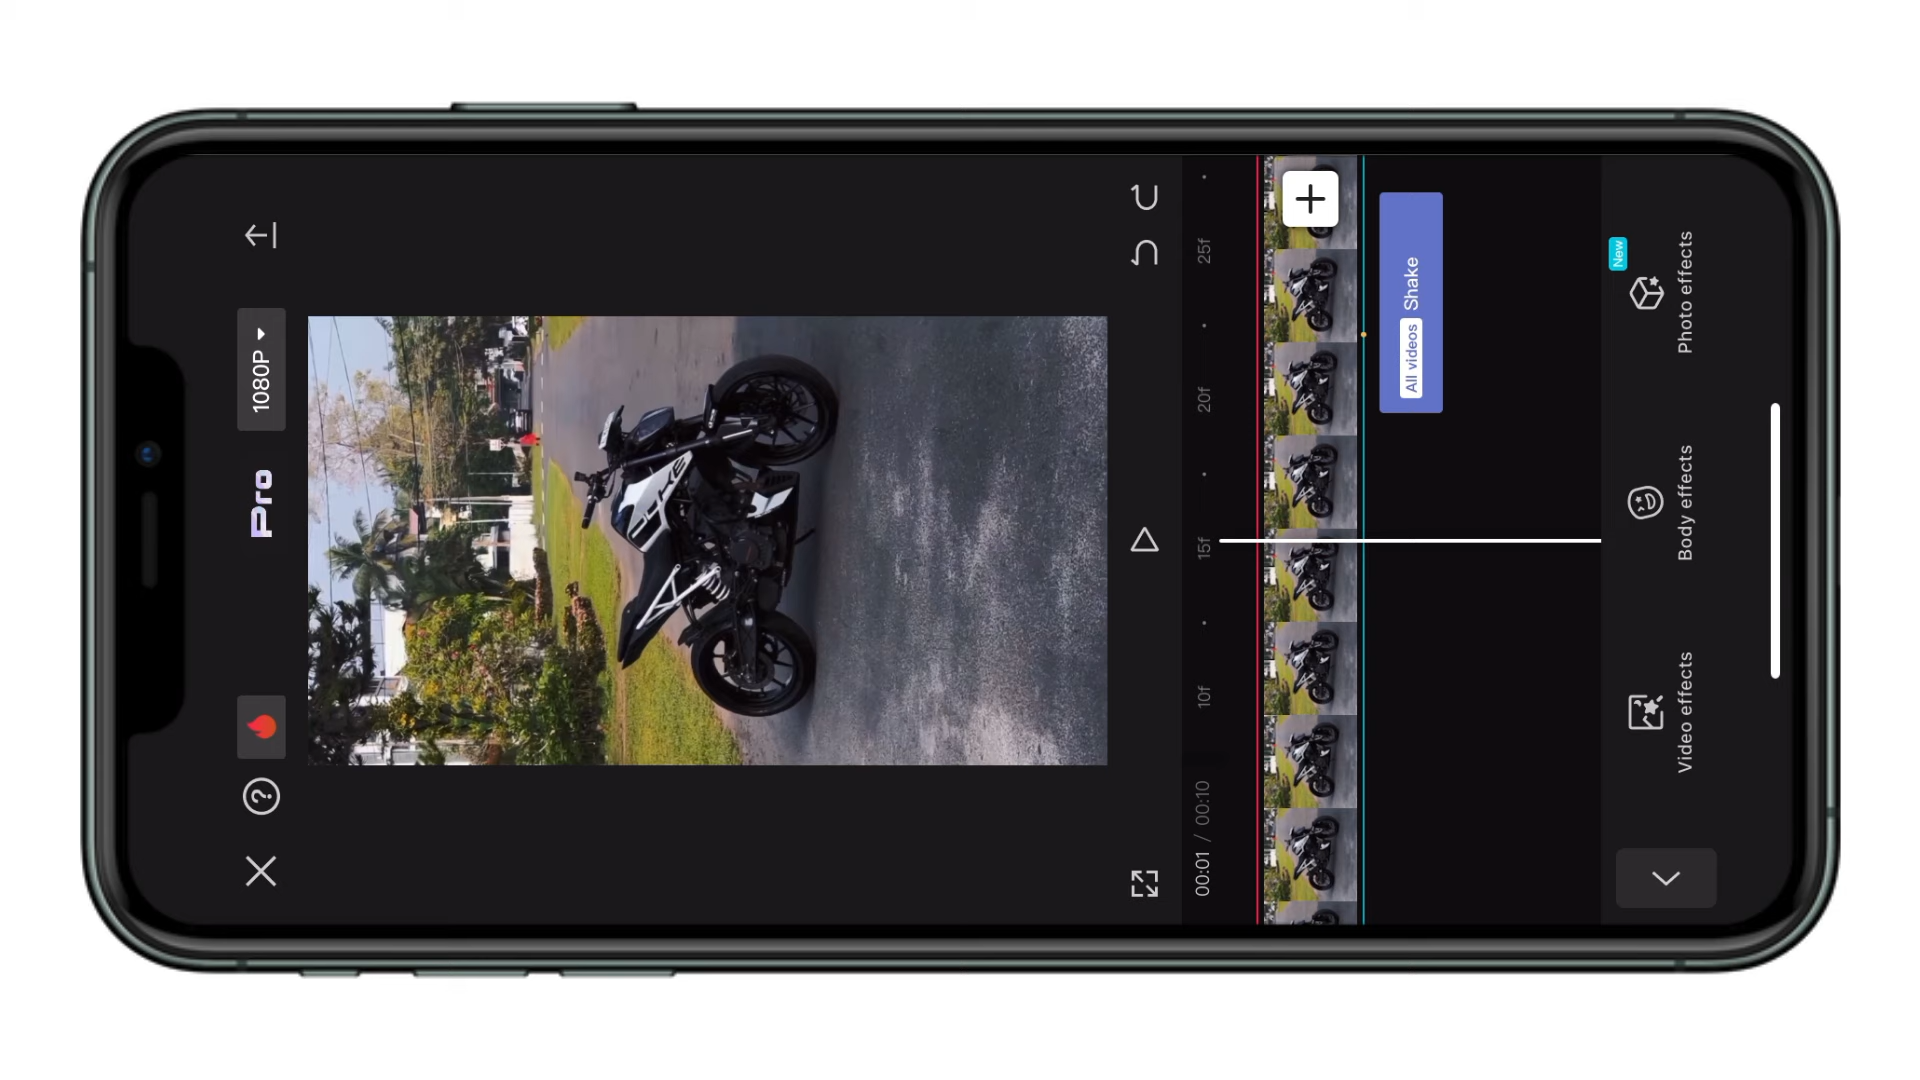 ?
Pro
1080P
00:01 / 00:10
10f
15f
20f
25f
All videos Shake
DUKE
Video effects
Body effects
Photo effects
New